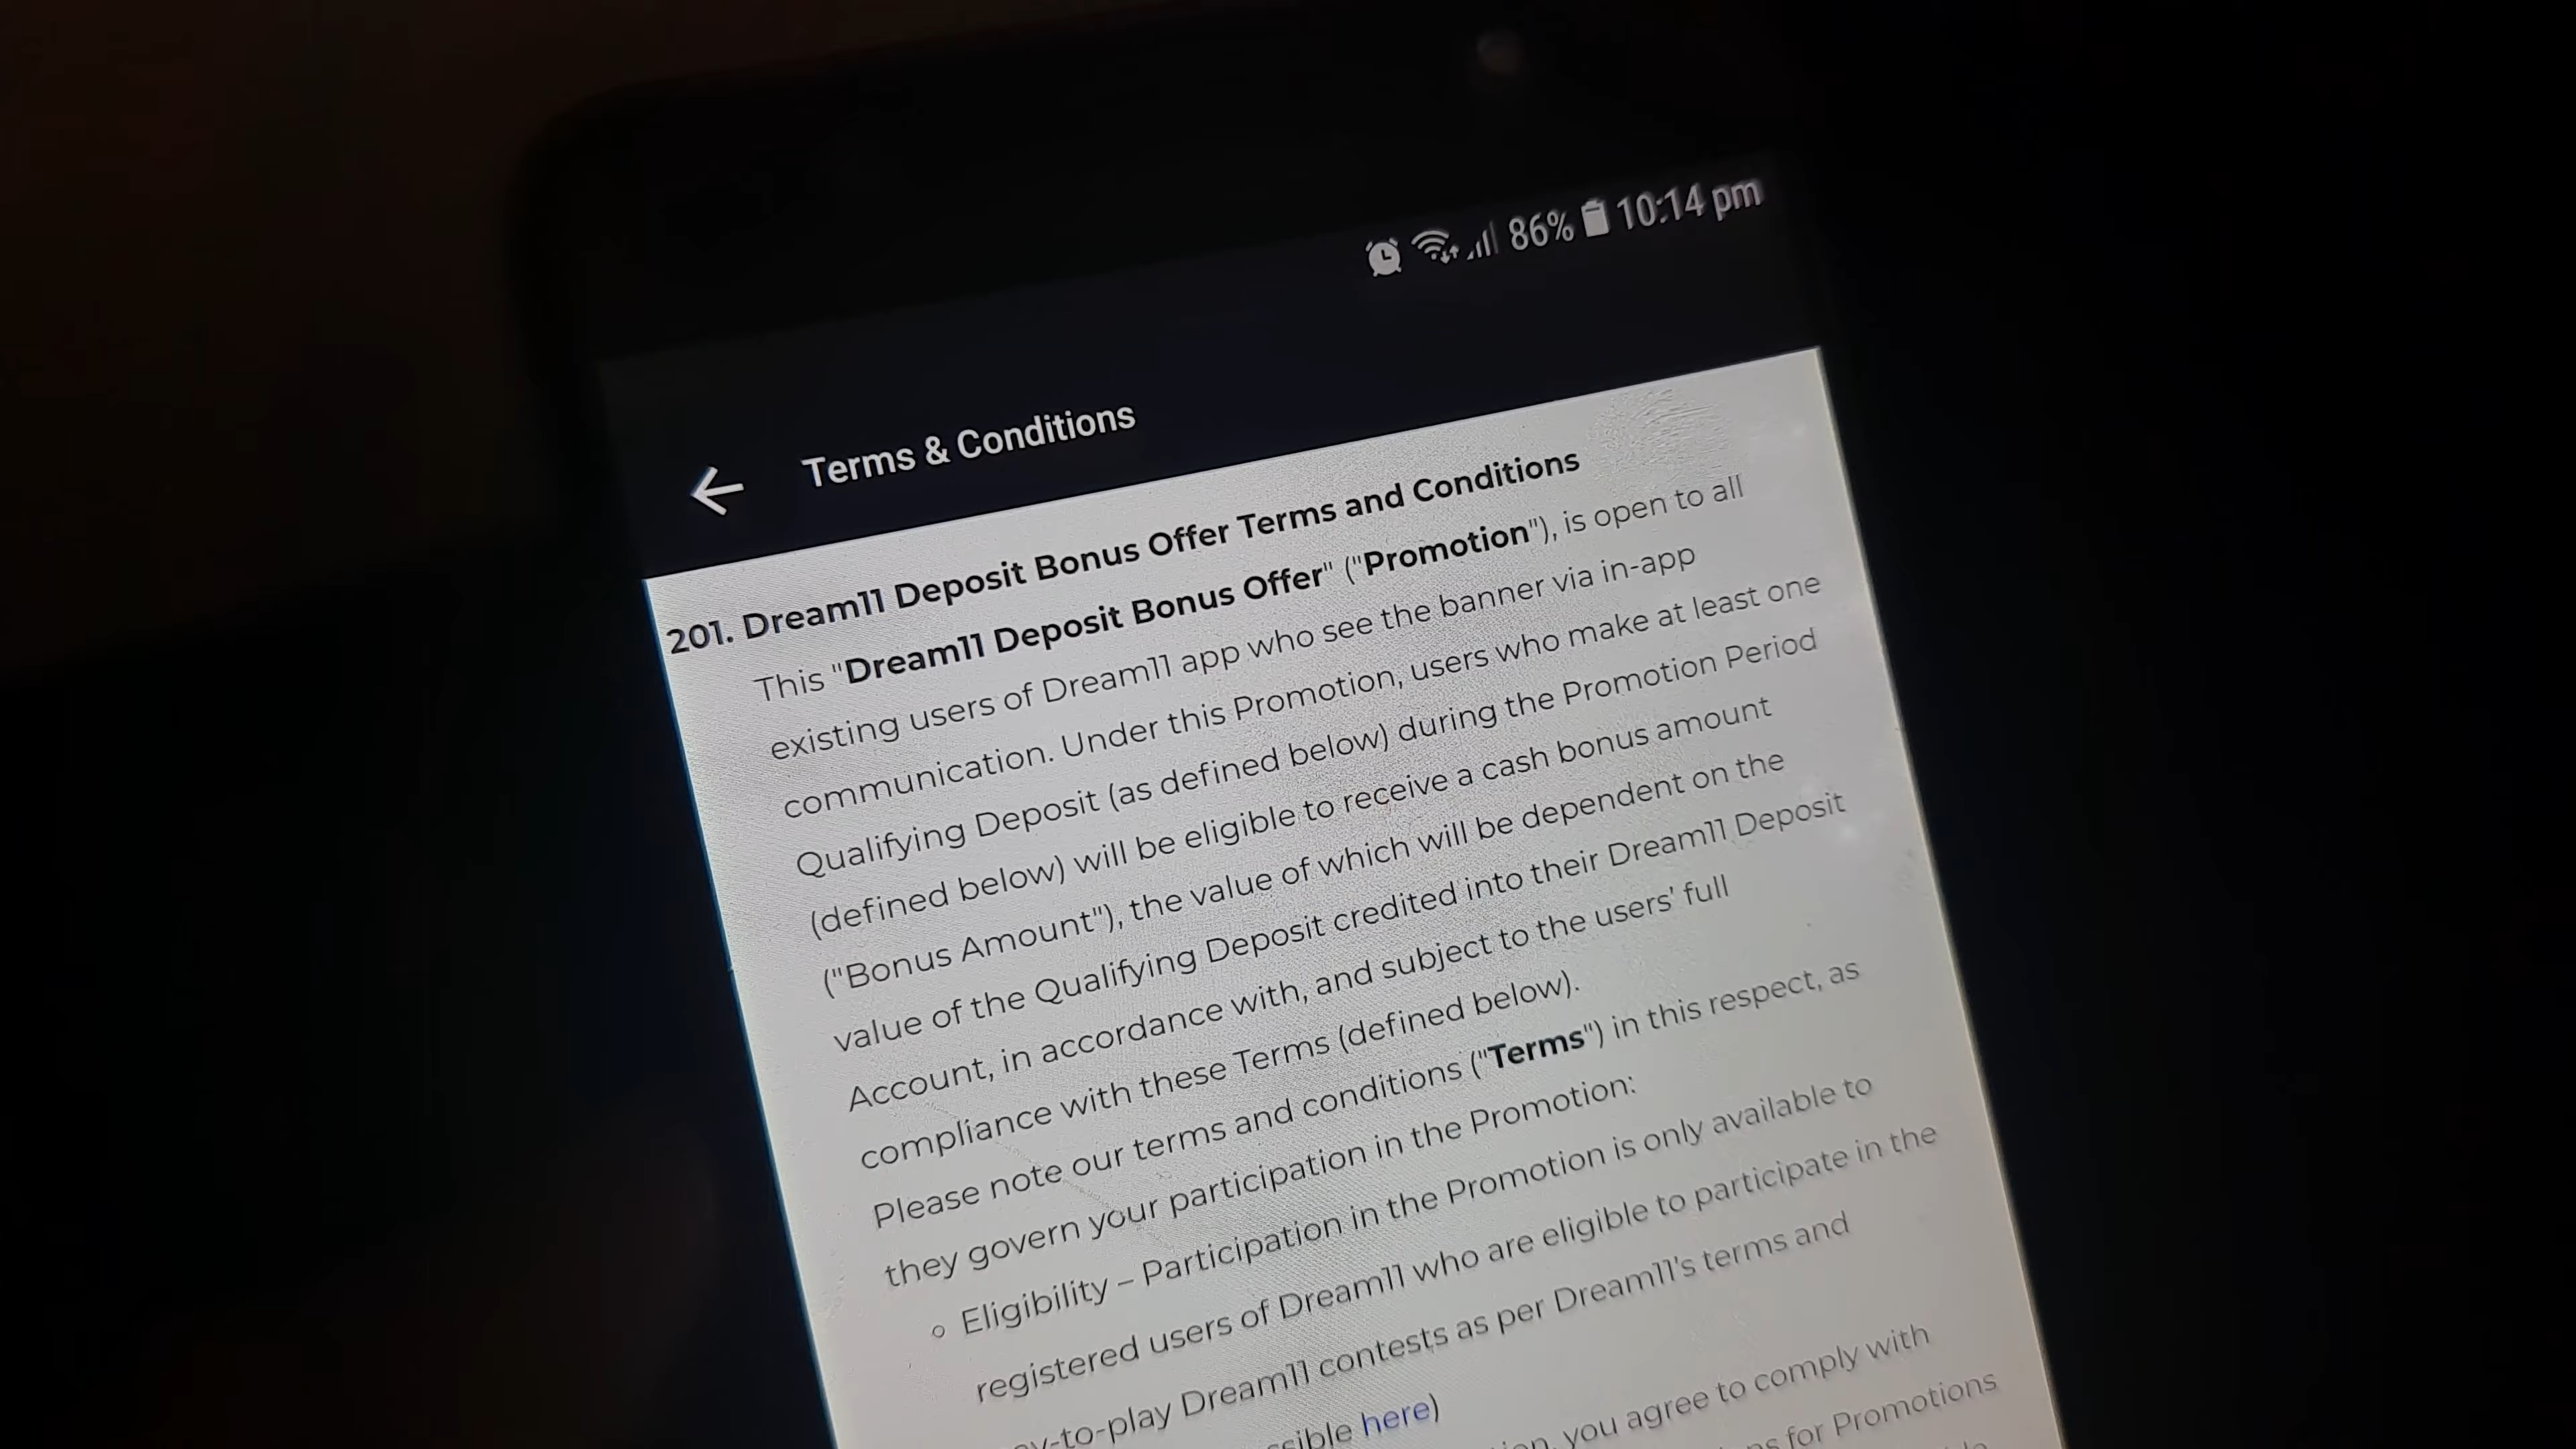 86% 10:14 pm
Terms & Conditions
201. Dream11 Deposit Bonus Offer Terms and Conditions
This "Dream11 Deposit Bonus Offer" ("Promotion"), is open to all
existing users of Dream11 app who see the banner via in-app
communication. Under this Promotion, users who make at least one
Qualifying Deposit (as defined below) during the Promotion Period
(defined below) will be eligible to receive a cash bonus amount
("Bonus Amount"), the value of which will be dependent on the
value of the Qualifying Deposit credited into their Dream11 Deposit
Account, in accordance with, and subject to the users' full
compliance with these Terms (defined below).
Please note our terms and conditions ("Terms") in this respect, as
they govern your participation in the Promotion:
Eligibility – Participation in the Promotion is only available to
registered users of Dream11 who are eligible to participate in the
-to-play Dream11 contests as per Dream11's terms and
here)
you agree to comply with
for Promotions